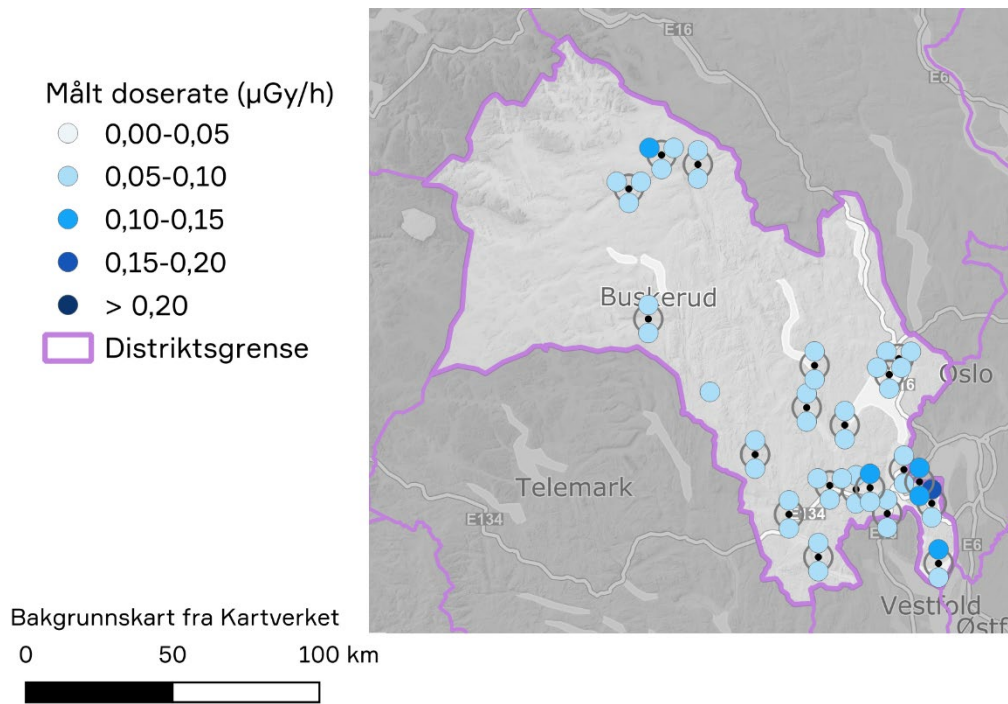 Målt doserate (µGy/h)
0,00-0,05
0,05-0,10
0,10-0,15
0,15-0,20
> 0,20
Distriktsgrense
Bakgrunnskart fra Kartverket
0 50 100 km
E16
E6
Buskerud
Oslo
Telemark
E134
E134
E6
Vestfold